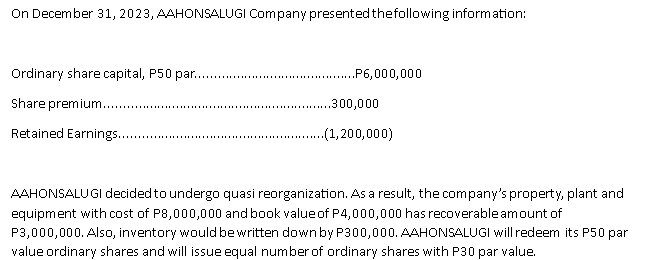 On December 31, 2023, AAHONSALUGI Company presented the following information:
Ordinary share capital, P50 par............................................P6,000,000
Share premium...............................................................300,000
Retained Earnings.........................................................(1,200,000)
AAHONSALUGI decided to undergo quasi reorganization. As a result, the company's property, plant and
equipment with cost of P8,000,000 and book value of P4,000,000 has recoverable amount of
P3,000,000. Also, inventory would be written down by P300,000. AAHONSALUGI will redeem its P50 par
value ordinary shares and will issue equal number of ordinary shares with P30 par value.